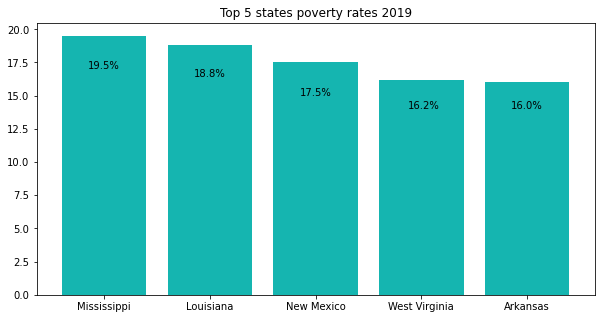 Top 5 states poverty rates 2019
20.0
17.5
15.0
12.5
10.0
7.5
5.0
2.5
0.0
19.5%
18.8%
17.5%
16.2%
16.0%
Mississippi
Louisiana
New Mexico
West Virginia
Arkansas